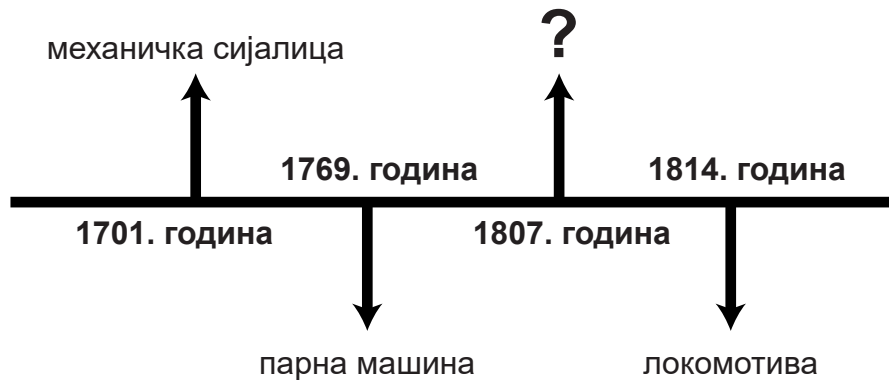 механичка сијалица
?
1769. година
1814. година
1701. година
1807. година
парна машина
локомотива